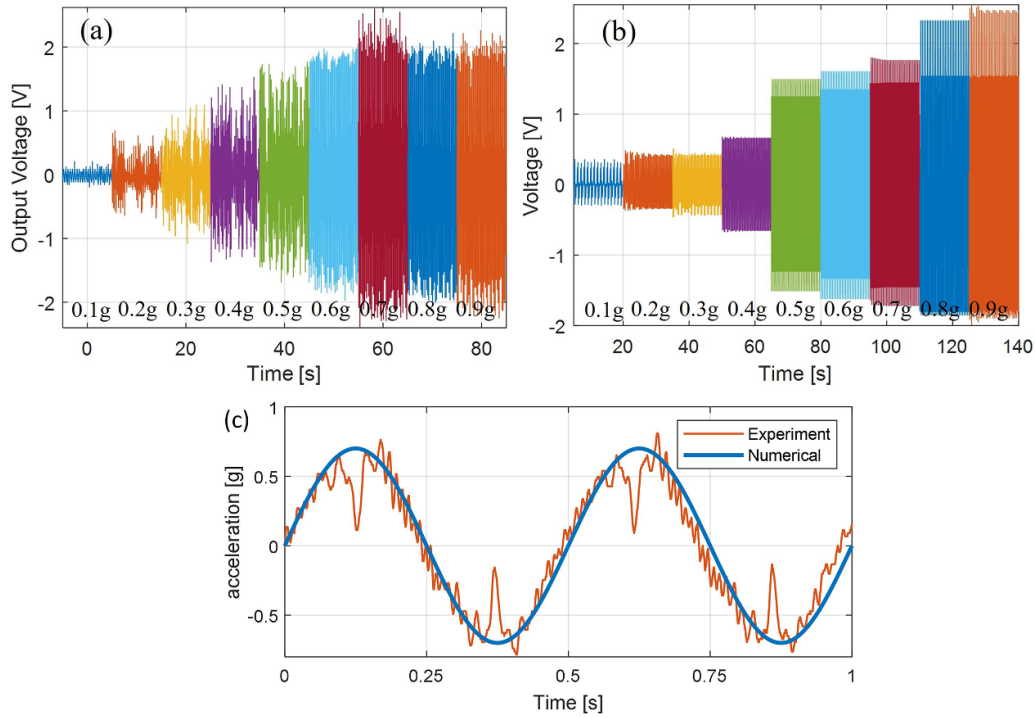 (a)
Output Voltage [V]
2
1
0
-1
-2
0.1g 0.2g 0.3g 0.4g 0.5g 0.6g 0.7g 0.8g 0.9g
0 20 40 60 80
Time [s]
(b)
Voltage [V]
2
1
0
-1
-2
0.1g 0.2g 0.3g 0.4g 0.5g 0.6g 0.7g 0.8g 0.9g
20 40 60 80 100 120 140
Time [s]
(c)
acceleration [g]
1
0.5
0
-0.5
Experiment
Numerical
0 0.25 0.5 0.75 1
Time [s]